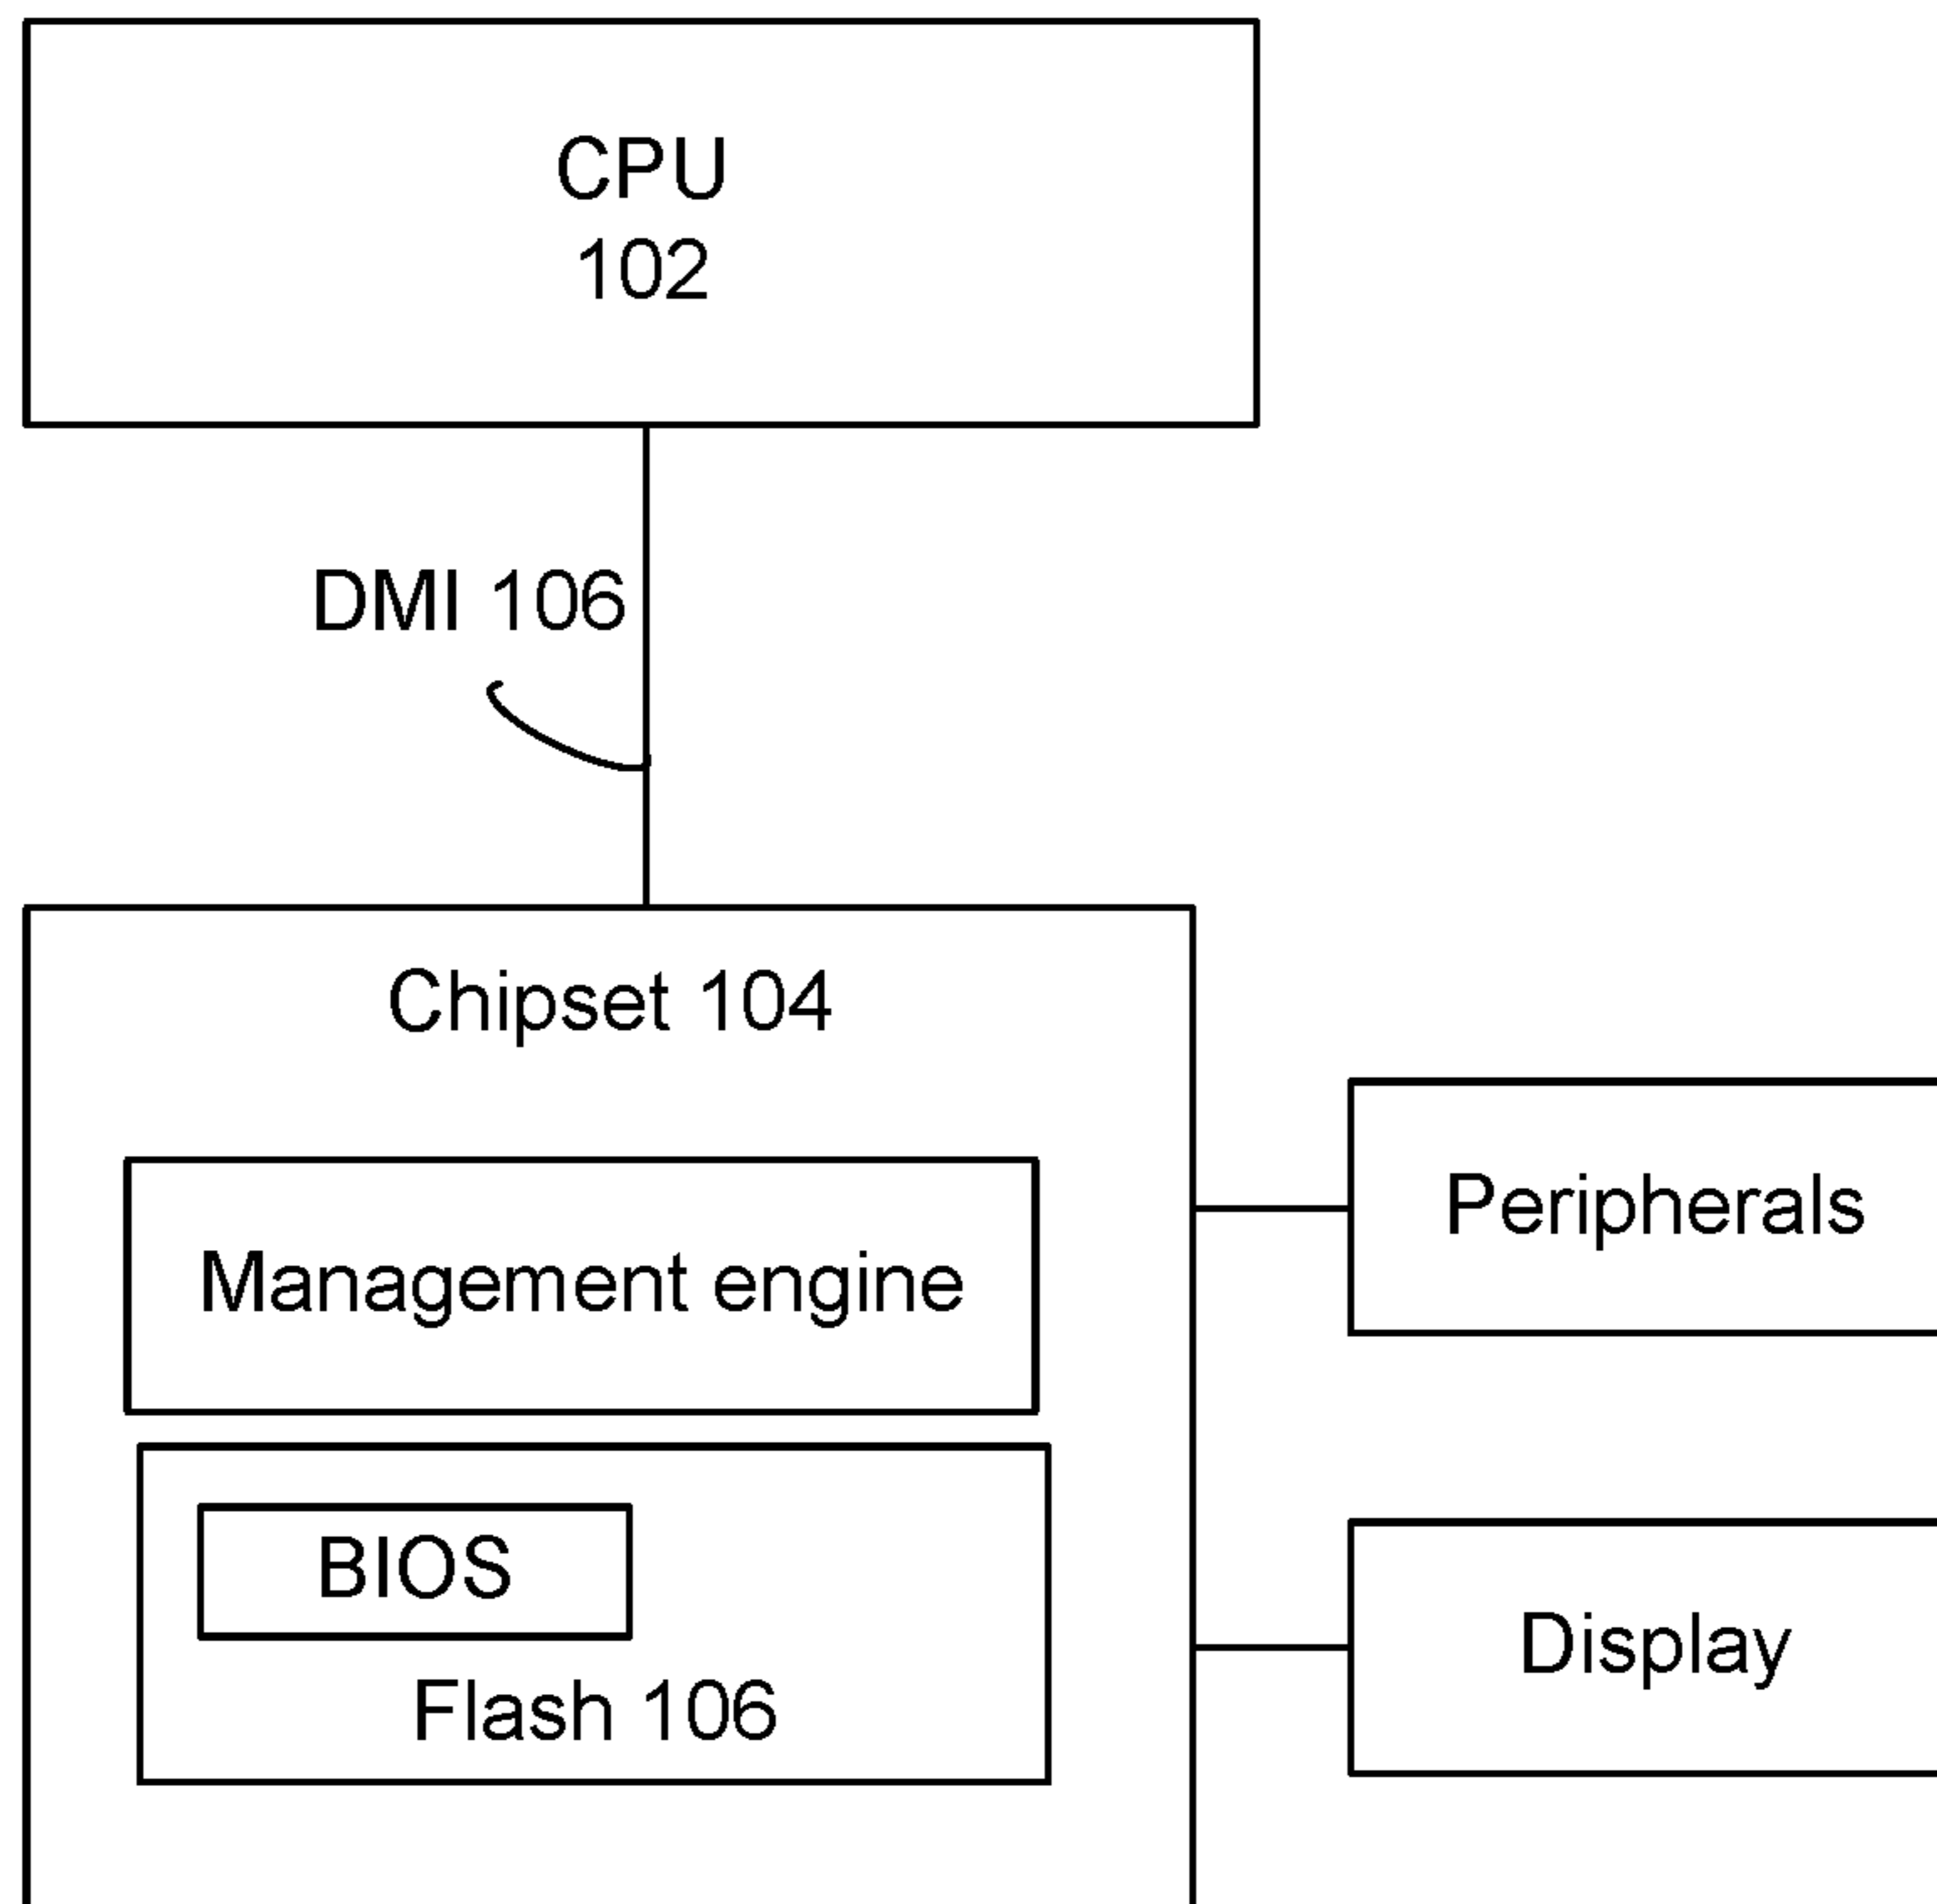 CPU
102
DMI 106
Chipset 104
Management engine
Peripherals
BIOS
Flash 106
Display